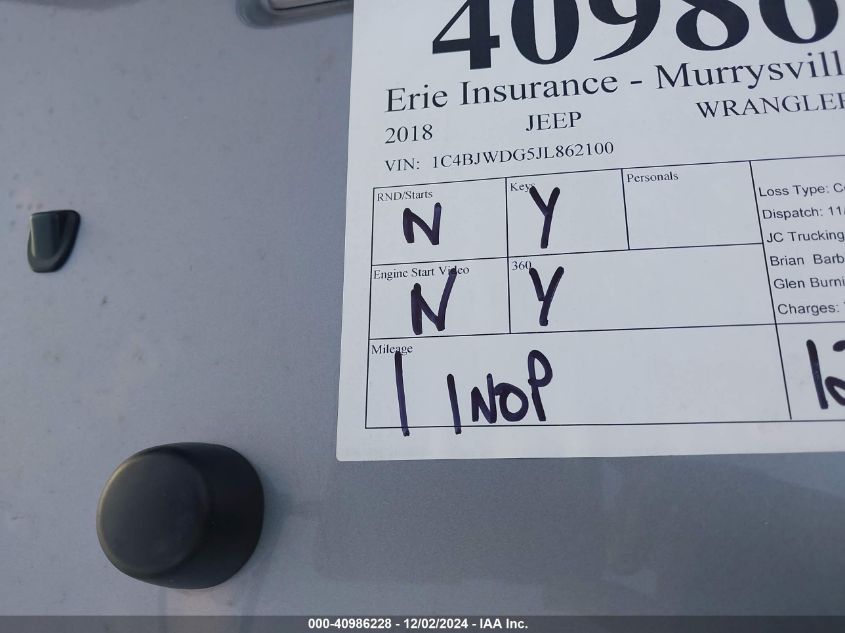 40986
Erie Insurance - Murrysvill
2018 JEEP WRANGLER
VIN: 1C4BJWDG5JL862100
RND/Starts Keys Personals
N Y
Loss Type: C
Dispatch: 11/
JC Trucking
Brian Barb
Glen Burni
Charges:
Engine Start Video 360
N Y
Mileage
1 INOP 12
000-40986228 - 12/02/2024 - IAA Inc.